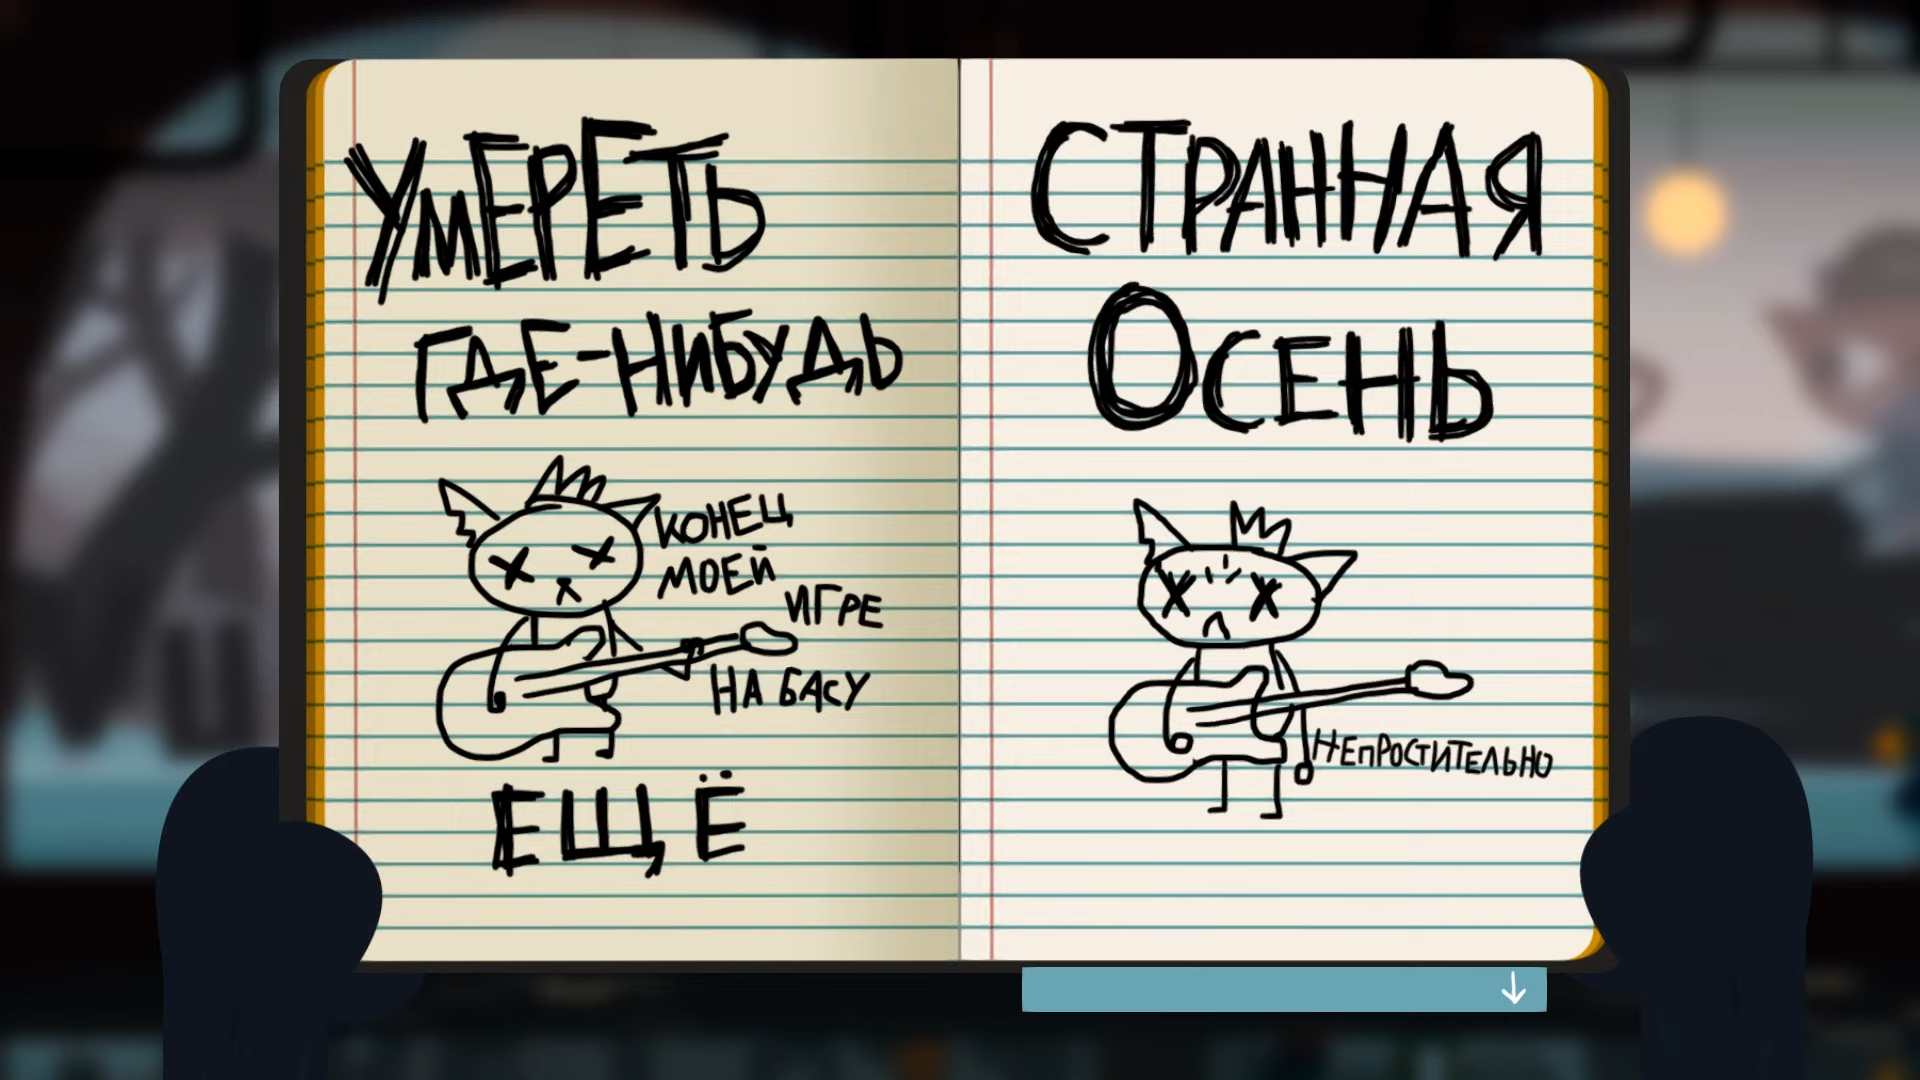 УМЕРЕТЬ
ГДЕ-НИБУДЬ
КОНЕЦ
МОЕЙ
ИГРЕ
НА БАСУ
ЕЩЁ
СТРАННАЯ
ОСЕНЬ
НЕПРОСТИТЕЛЬНО